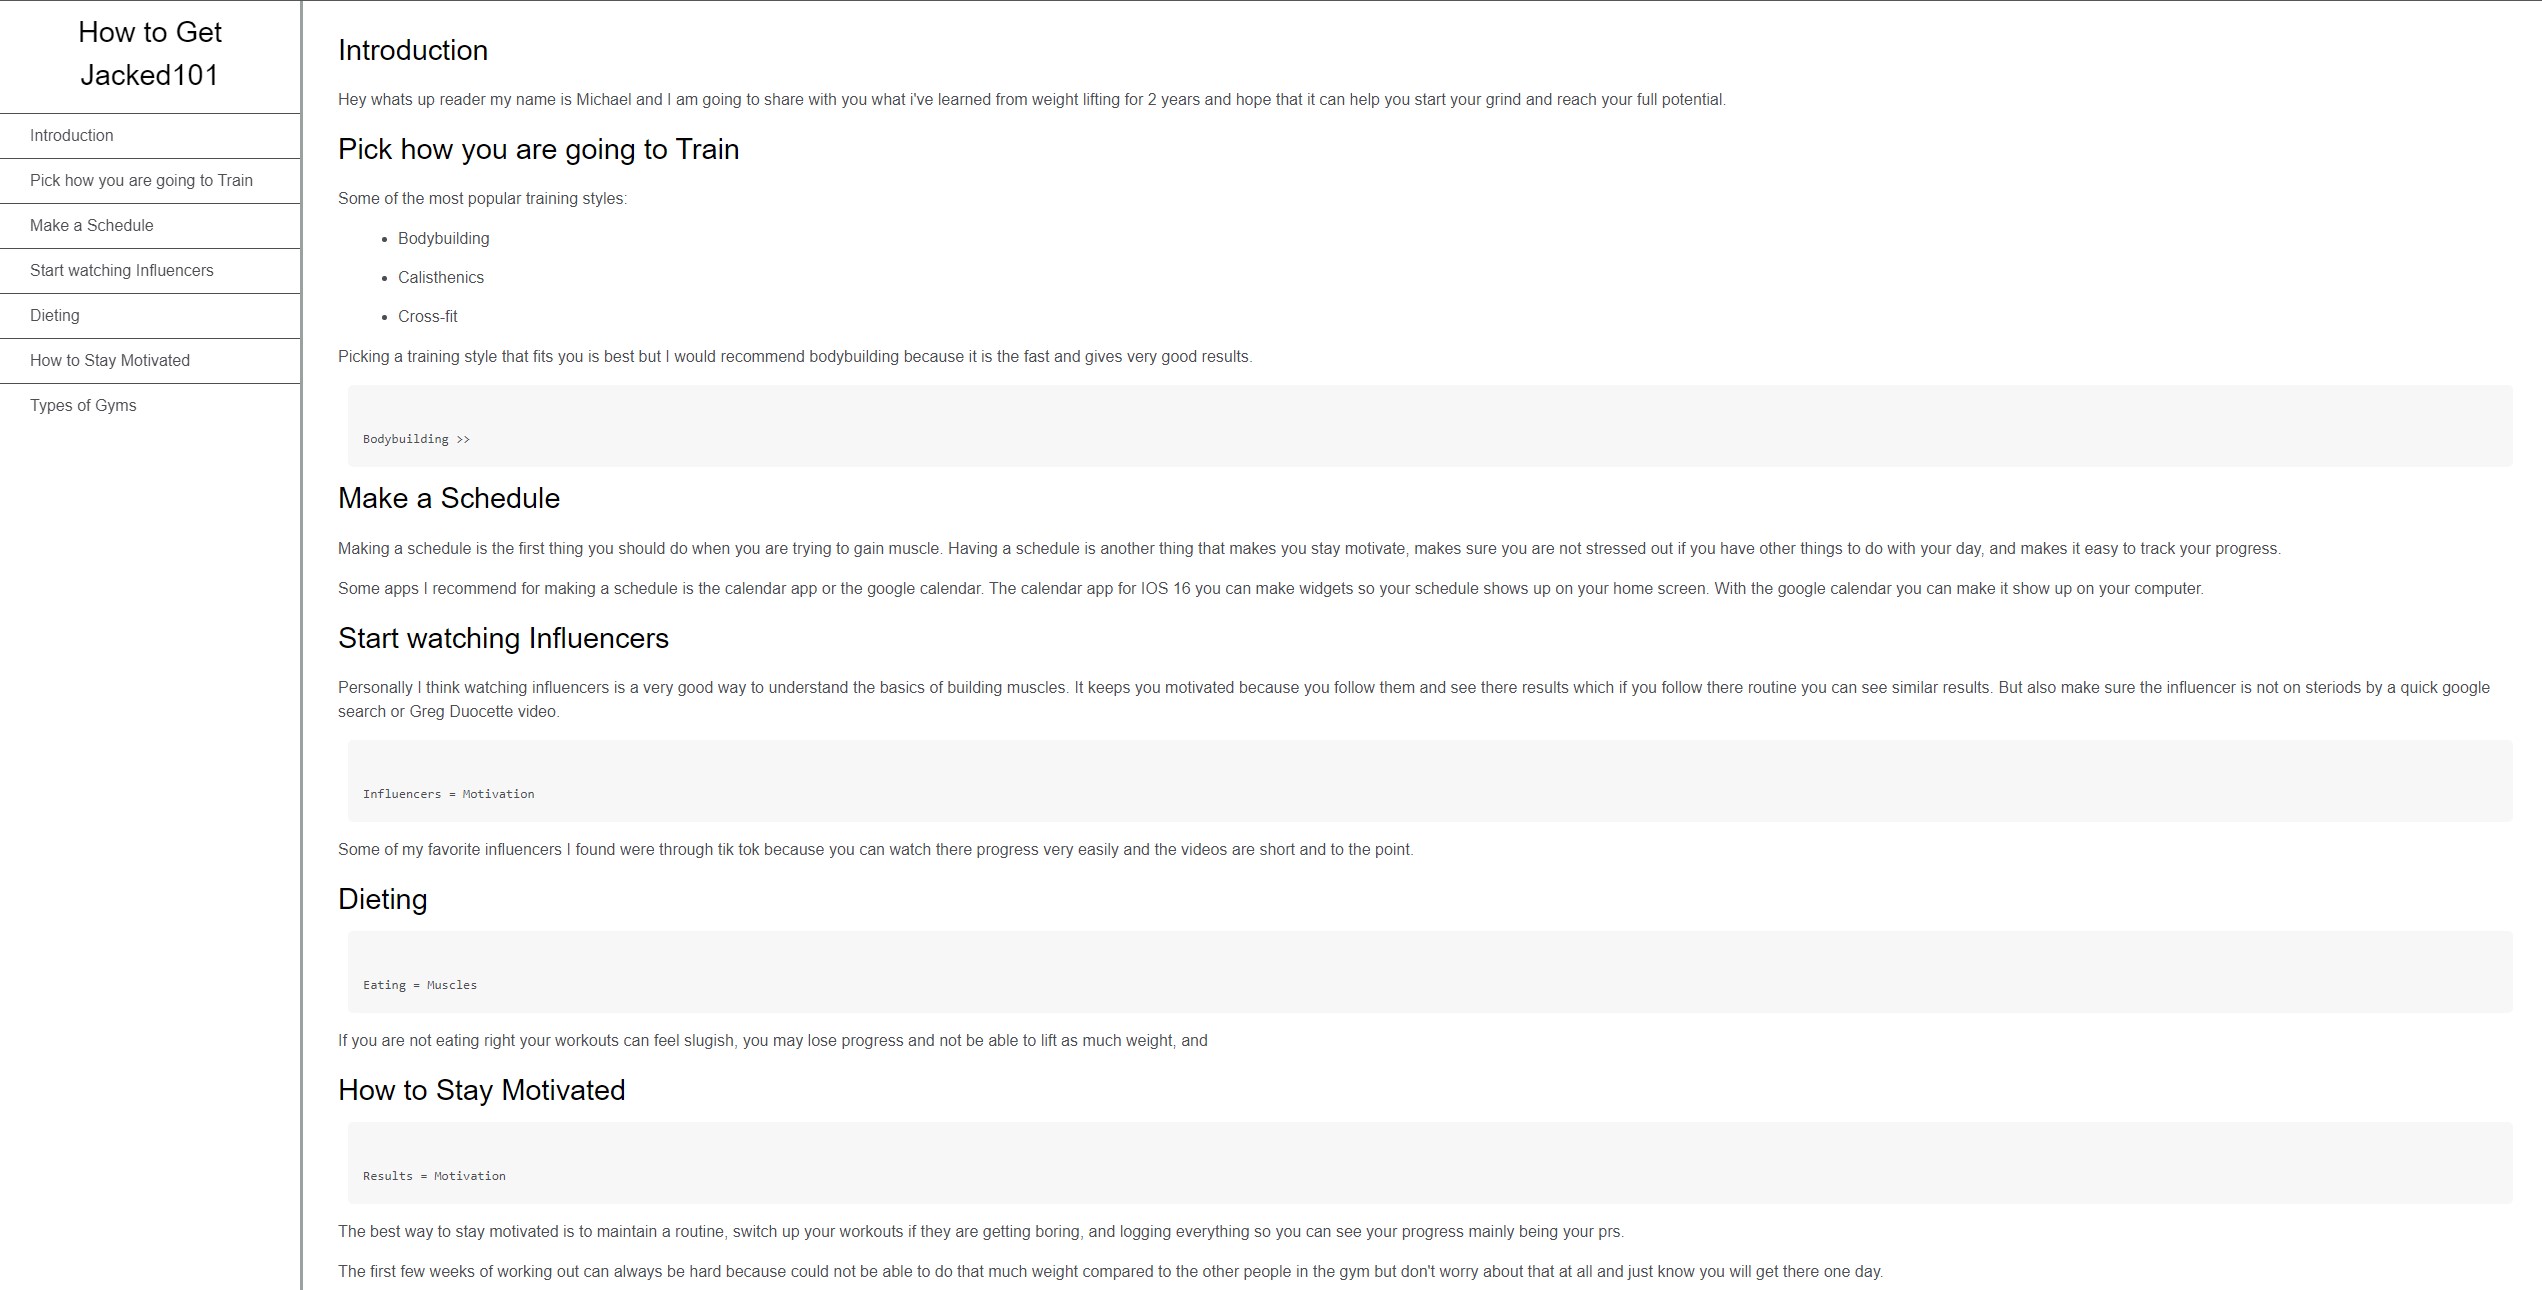 How to Get
Jacked101
Introduction
Pick how you are going to Train
Make a Schedule
Start watching Influencers
Dieting
How to Stay Motivated
Types of Gyms
Introduction
Hey whats up reader my name is Michael and I am going to share with you what i've learned from weight lifting for 2 years and hope that it can help you start your grind and reach your full potential.
Pick how you are going to Train
Some of the most popular training styles:
• Bodybuilding
• Calisthenics
• Cross-fit
Picking a training style that fits you is best but I would recommend bodybuilding because it is the fast and gives very good results.
Bodybuilding >>
Make a Schedule
Making a schedule is the first thing you should do when you are trying to gain muscle. Having a schedule is another thing that makes you stay motivate, makes sure you are not stressed out if you have other things to do with your day, and makes it easy to track your progress.
Some apps I recommend for making a schedule is the calendar app or the google calendar. The calendar app for IOS 16 you can make widgets so your schedule shows up on your home screen. With the google calendar you can make it show up on your computer.
Start watching Influencers
Personally I think watching influencers is a very good way to understand the basics of building muscles. It keeps you motivated because you follow them and see there results which if you follow there routine you can see similar results. But also make sure the influencer is not on steriods by a quick google
search or Greg Duocette video.
Influencers = Motivation
Some of my favorite influencers I found were through tik tok because you can watch there progress very easily and the videos are short and to the point.
Dieting
Eating = Muscles
If you are not eating right your workouts can feel slugish, you may lose progress and not be able to lift as much weight, and
How to Stay Motivated
Results = Motivation
The best way to stay motivated is to maintain a routine, switch up your workouts if they are getting boring, and logging everything so you can see your progress mainly being your prs.
The first few weeks of working out can always be hard because could not be able to do that much weight compared to the other people in the gym but don't worry about that at all and just know you will get there one day.